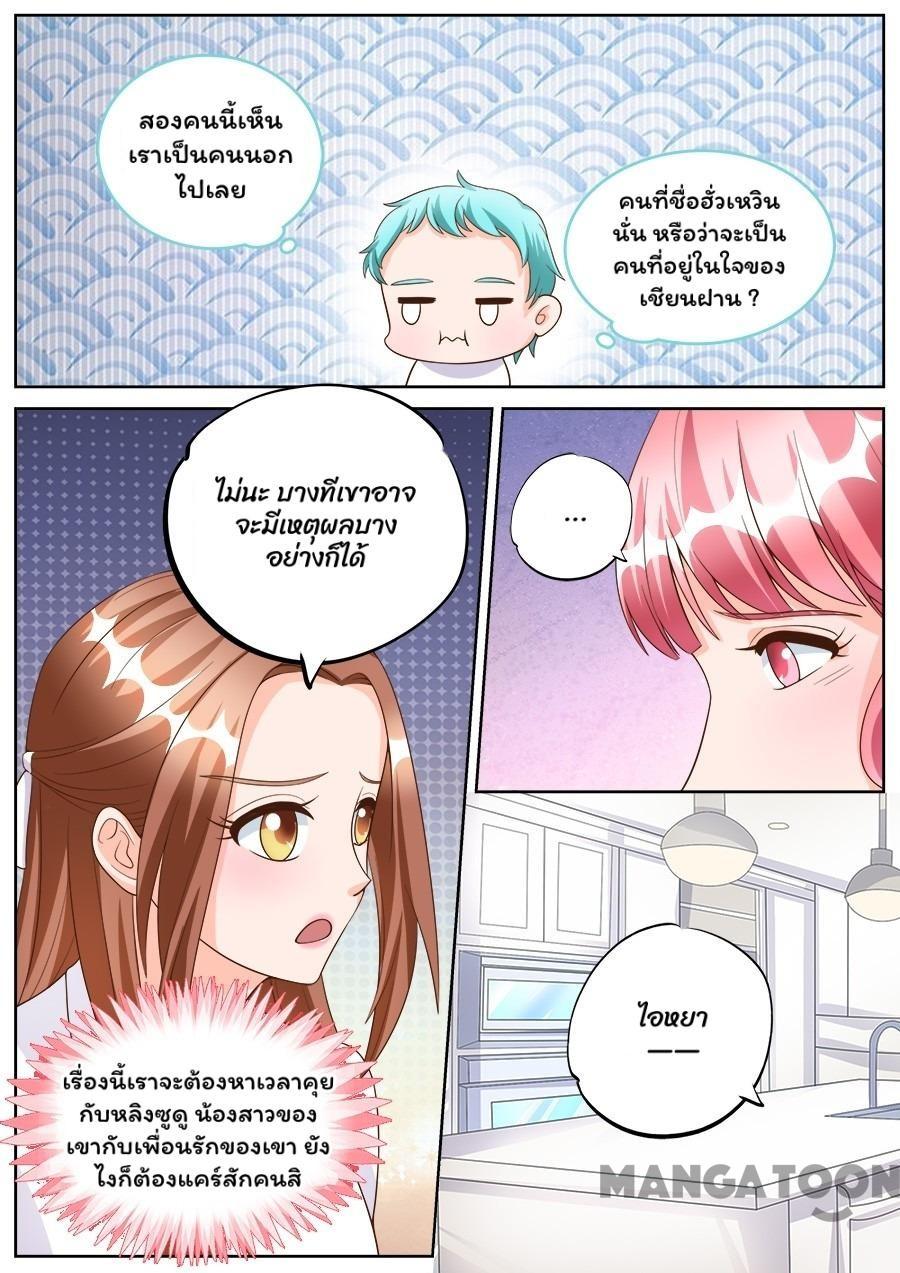 สองคนนี้เห็น
เราเป็นคนนอก
ไปเลย
คนที่ชื่อฮั่วเหวิน
นั่น หรือว่าจะเป็น
คนที่อยู่ในใจของ
เชียนฝาน ?
ไม่นะ บางทีเขาอาจ
จะมีเหตุผลบาง
อย่างก็ได้
...
เรื่องนี้เราจะต้องหาเวลาคุย
กับหลิงซูดู น้องสาวของ
เขากับเพื่อนรักของเขา ยัง
ไงก็ต้องแคร์สักคนสิ
ไอหยา
——
MANGATOON